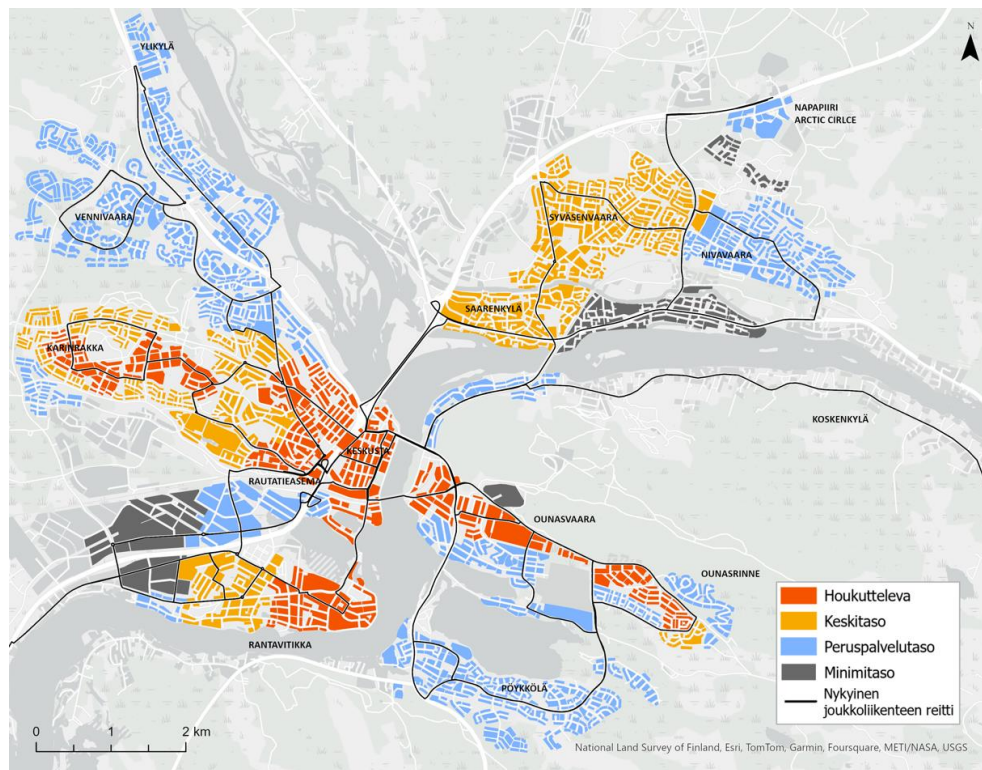 YLIKYLÄ
N
NAPAPIIRI
ARCTIC CIRLCE
VENNIVAARA
SYVÄSENVAARA
NIVAVAARA
SAARENKYLÄ
KARINRAKKA
KOSKENKYLÄ
KESKUSTA
RAUTATIEASEMA
OUNASVAARA
OUNASRINNE
RANTAVITIKKA
PÖYKKÖLÄ
Houkutteleva
Keskitaso
Peruspalvelutaso
Minimitaso
Nykyinen
joukkoliikenteen reitti
0 1 2 km
National Land Survey of Finland, Esri, TomTom, Garmin, Foursquare, METI/NASA, USGS